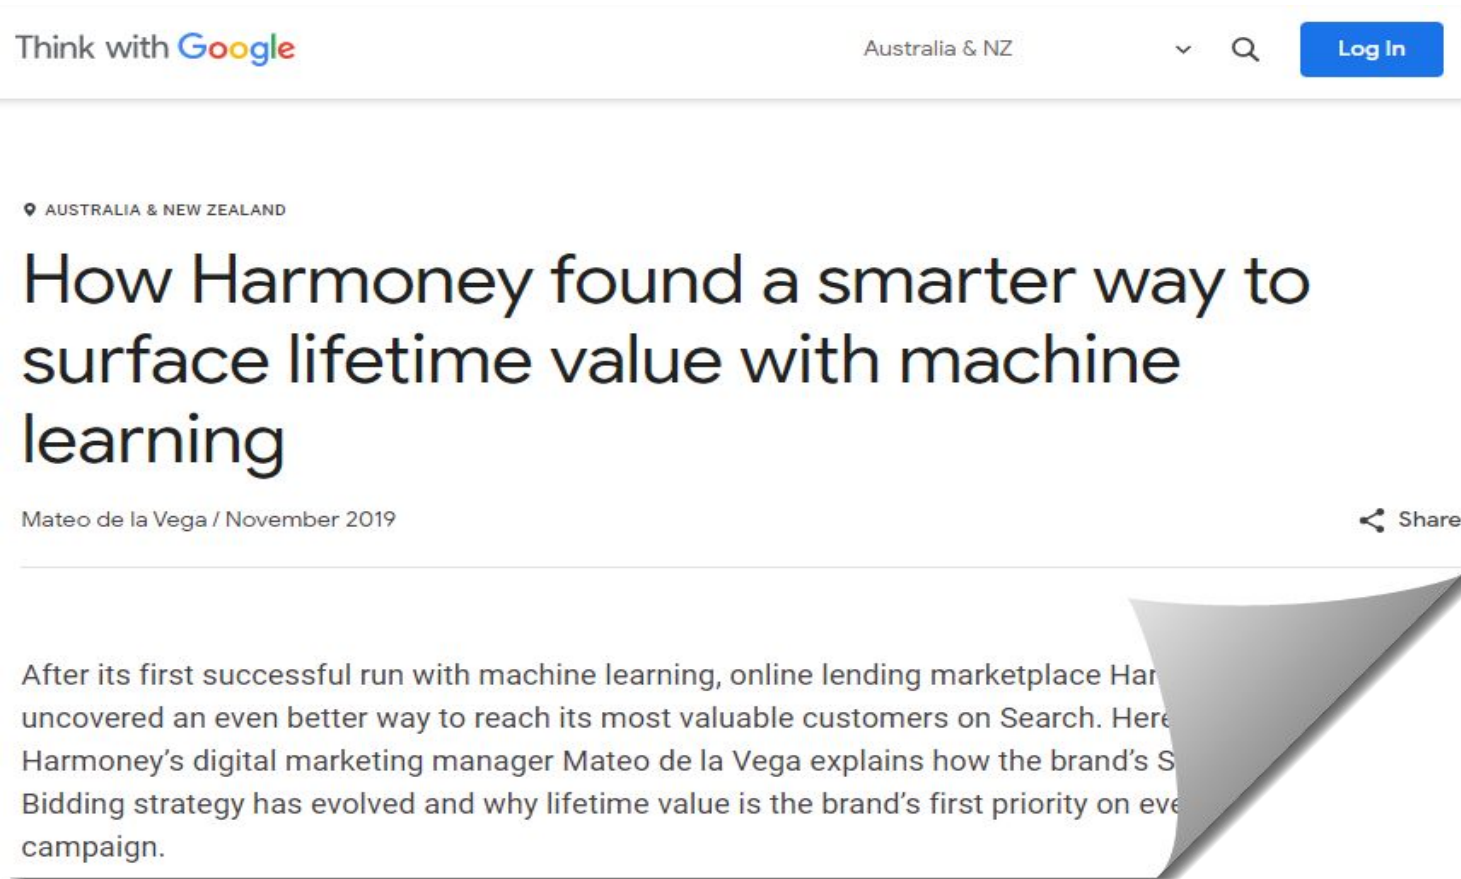 Think with Google
Australia & NZ
Log In
AUSTRALIA & NEW ZEALAND
How Harmoney found a smarter way to
surface lifetime value with machine
learning
Mateo de la Vega / November 2019
Share
After its first successful run with machine learning, online lending marketplace
uncovered an even better way to reach its most valuable customers on Search. Here
Harmoney's digital marketing manager Mateo de la Vega explains how the brand's
Bidding strategy has evolved and why lifetime value is the brand's first priority on
campaign.